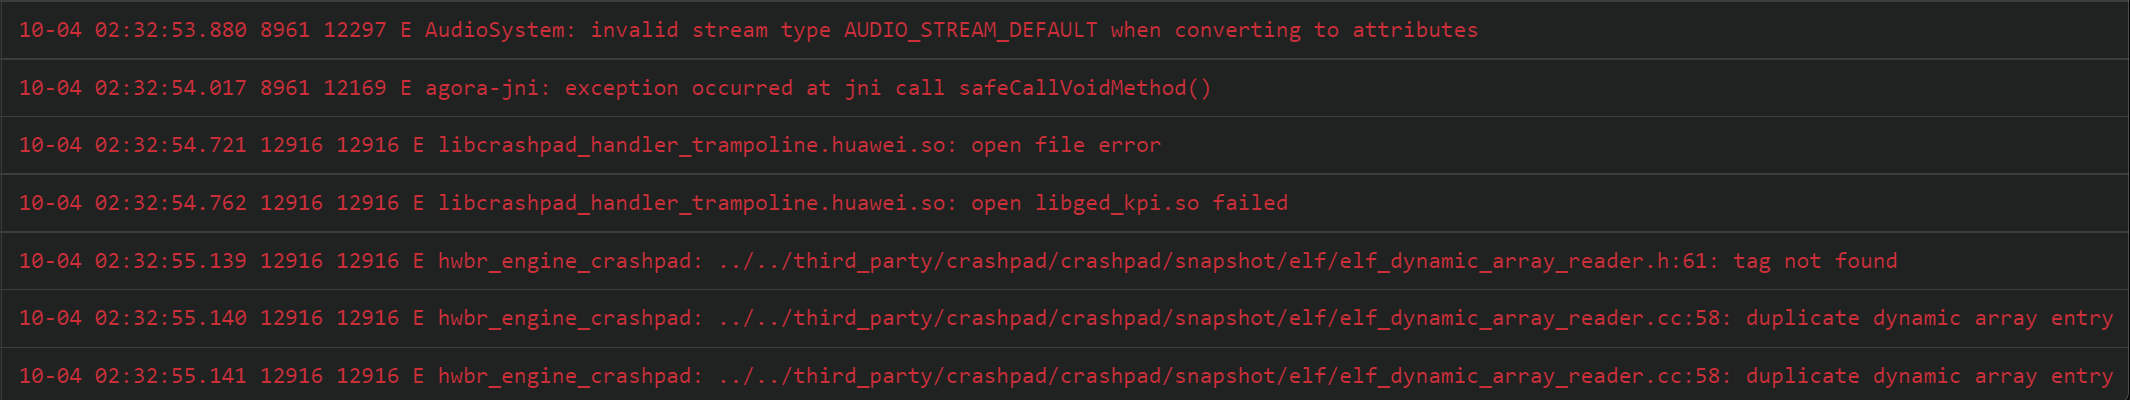 10-04 02:32:53.880 8961 12297 E AudioSystem: invalid stream type AUDIO_STREAM_DEFAULT when converting to attributes
10-04 02:32:54.017 8961 12169 E agora-jni: exception occurred at jni call safeCallVoidMethod()
10-04 02:32:54.721 12916 12916 E libcrashpad_handler_trampoline.huawei.so: open file error
10-04 02:32:54.762 12916 12916 E libcrashpad_handler_trampoline.huawei.so: open libged_kpi.so failed
10-04 02:32:55.139 12916 12916 E hwbr_engine_crashpad: ../../third_party/crashpad/crashpad/snapshot/elf/elf_dynamic_array_reader.h:61: tag not found
10-04 02:32:55.140 12916 12916 E hwbr_engine_crashpad: ../../third_party/crashpad/crashpad/snapshot/elf/elf_dynamic_array_reader.cc:58: duplicate dynamic array entry
10-04 02:32:55.141 12916 12916 E hwbr_engine_crashpad: ../../third_party/crashpad/crashpad/snapshot/elf/elf_dynamic_array_reader.cc:58: duplicate dynamic array entry